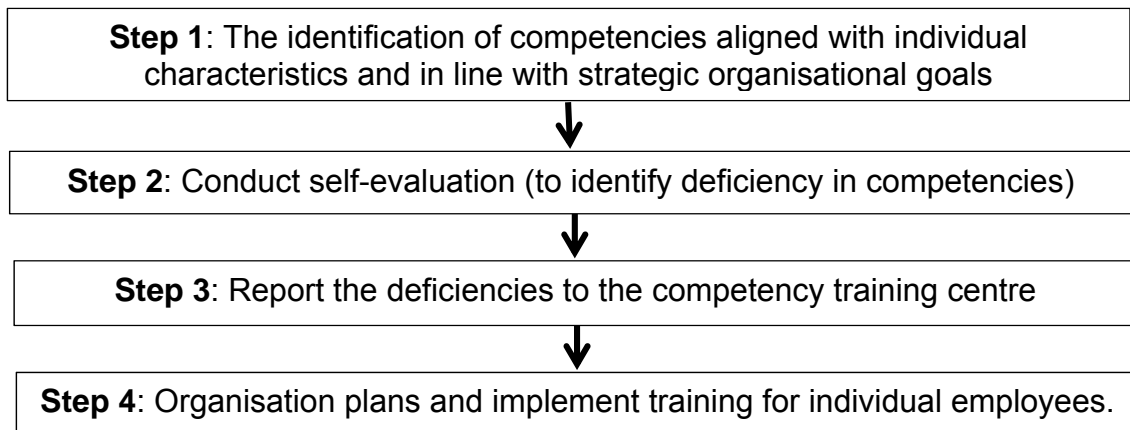 Step 1: The identification of competencies aligned with individual
characteristics and in line with strategic organisational goals
Step 2: Conduct self-evaluation (to identify deficiency in competencies)
Step 3: Report the deficiencies to the competency training centre
Step 4: Organisation plans and implement training for individual employees.